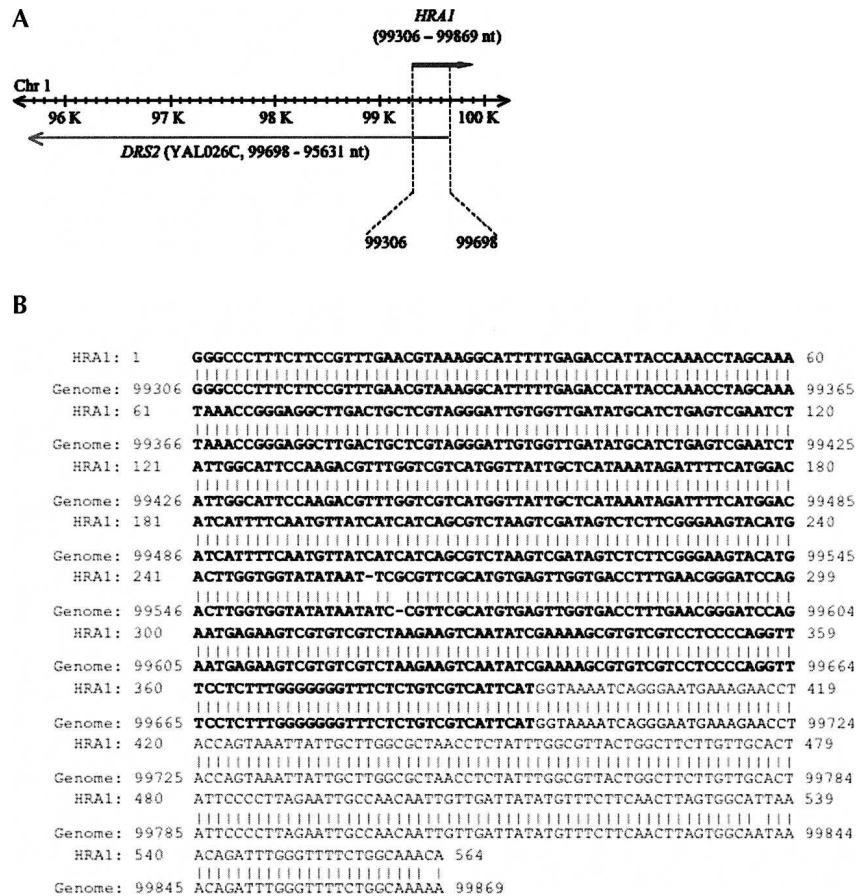 A
HRA1
(99306 – 99869 nt)
Chr 1
96 K 97 K 98 K 99 K 100 K
DRS2 (YAL026C, 99698 - 95631 nt)
99306 99698
B
HRA1: 1 GGGCCCTTTCTTCCGTTTGAACGTAAAGGCATTTTTGAGACCATTACCAAACCTAGCAAA 60
Genome: 99306 GGGCCCTTTCTTCCGTTTGAACGTAAAGGCATTTTTGAGACCATTACCAAACCTAGCAAA 99365
HRA1: 61 TAAACCGGGAGGCTTGACTGCTCGTAGGGATTGTGGTTGATATGCATCTGAGTCGAATCT 120
Genome: 99366 TAAACCGGGAGGCTTGACTGCTCGTAGGGATTGTGGTTGATATGCATCTGAGTCGAATCT 99425
HRA1: 121 ATTGGCATTCCAAGACGTTTGGTCGTCATGGTTATTGCTCATAAATAGATTTTCATGGAC 180
Genome: 99426 ATTGGCATTCCAAGACGTTTGGTCGTCATGGTTATTGCTCATAAATAGATTTTCATGGAC 99485
HRA1: 181 ATCATTTTCAATGTTATCATCATCAGCGTCTAAGTCGATAGTCTCTTCGGGAAGTACATG 240
Genome: 99486 ATCATTTTCAATGTTATCATCATCAGCGTCTAAGTCGATAGTCTCTTCGGGAAGTACATG 99545
HRA1: 241 ACTTGGTGGTATATAAT-TCGCGTTCGCATGTGAGTTGGTGACCTTTGAACGGGATCCAG 299
Genome: 99546 ACTTGGTGGTATATAATATC-CGTTCGCATGTGAGTTGGTGACCTTTGAACGGGATCCAG 99604
HRA1: 300 AATGAGAAGTCGTGTCGTCTAAGAAGTCAATATCGAAAAGCGTGTCGTCCTCCCCAGGTT 359
Genome: 99605 AATGAGAAGTCGTGTCGTCTAAGAAGTCAATATCGAAAAGCGTGTCGTCCTCCCCAGGTT 99664
HRA1: 360 TCCTCTTTGGGGGGGTTTCTCTGTCGTCATTCATGGTAAAATCAGGGAATGAAAGAACCT 419
Genome: 99665 TCCTCTTTGGGGGGGTTTCTCTGTCGTCATTCATGGTAAAATCAGGGAATGAAAGAACCT 99724
HRA1: 420 ACCAGTAAATTATTGCTTGGCGCTAACCTCTATTTGGCGTTACTGGCTTCTTGTTGCACT 479
Genome: 99725 ACCAGTAAATTATTGCTTGGCGCTAACCTCTATTTGGCGTTACTGGCTTCTTGTTGCACT 99784
HRA1: 480 ATTCCCCTTAGAATTGCCAACAATTGTTGATTATATGTTTCTTCAACTTAGTGGCATTAA 539
Genome: 99785 ATTCCCCTTAGAATTGCCAACAATTGTTGATTATATGTTTCTTCAACTTAGTGGCAATAA 99844
HRA1: 540 ACAGATTTGGGTTTTCTGGCAAACA 564
Genome: 99845 ACAGATTTGGGTTTTCTGGCAAAAA 99869